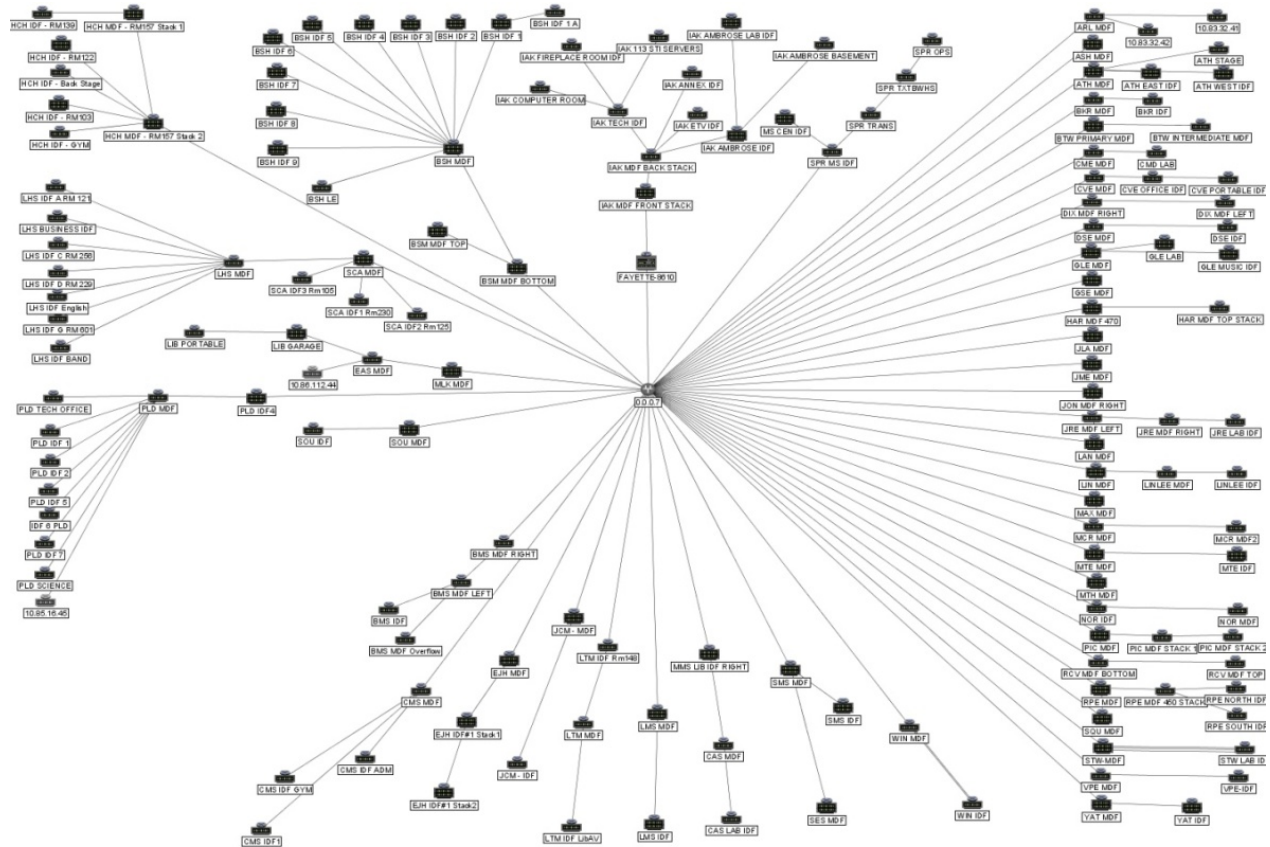 HCH IDF - RM139
HCH MDF - RM157 Stack 1
HCH IDF - RM122
HCH IDF - Back Stage
HCH IDF - RM103
HCH IDF - GYM
HCH MDF - RM157 Stack 2
BSH IDF 6
BSH IDF 5
BSH IDF 4
BSH IDF 3
BSH IDF 2
BSH IDF 1
BSH IDF 1 A
BSH IDF 7
BSH IDF 8
BSH IDF 9
BSH LE
BSH MDF
IAK FIREPLACE ROOM IDF
IAK 113 STI SERVERS
IAK AMBROSE LAB IDF
IAK AMBROSE BASEMENT
IAK COMPUTER ROOM
IAK ANNEX IDF
IAK TECH IDF
IAK ETV IDF
IAK AMBROSE IDF
IAK MDF BACK STACK
IAK MDF FRONT STACK
FAYETTE-8610
SPR OPS
SPR TXTBWHS
SPR TRANS
MS CEN IDF
SPR MS IDF
LHS IDF A RM 121
LHS BUSINESS IDF
LHS IDF C RM 256
LHS IDF D RM 229
LHS IDF English
LHS IDF G RM 601
LHS IDF BAND
LHS MDF
SCA MDF
SCA IDF3 Rm105
SCA IDF1 Rm230
SCA IDF2 Rm125
BSM MDF TOP
BSM MDF BOTTOM
LIB PORTABLE
LIB GARAGE
10.86.112.44
EAS MDF
MLK MDF
0.0.0.7
PLD TECH OFFICE
PLD MDF
PLD IDF4
PLD IDF 1
PLD IDF 2
PLD IDF 5
IDF 6 PLD
PLD IDF7
PLD SCIENCE
10.85.16.45
SOU IDF
SOU MDF
BMS MDF RIGHT
BMS MDF LEFT
BMS IDF
BMS MDF Overflow
CMS MDF
CMS IDF ADM
CMS IDF GYM
CMS IDF1
EJH MDF
EJH IDF#1 Stack1
EJH IDF#1 Stack2
JCM - MDF
JCM - IDF
LTM IDF Rm148
LTM MDF
LTM IDF LibAV
LMS MDF
LMS IDF
MMS LIB IDF RIGHT
CAS MDF
CAS LAB IDF
SMS MDF
SMS IDF
SES MDF
WIN MDF
WIN IDF
ARL MDF
10.83.32.42
10.83.32.41
ASH MDF
ATH STAGE
ATH MDF
ATH EAST IDF
ATH WEST IDF
BKR MDF
BKR IDF
BTW PRIMARY MDF
BTW INTERMEDIATE MDF
CME MDF
CMD LAB
CVE MDF
CVE OFFICE IDF
CVE PORTABLE IDF
DIX MDF RIGHT
DIX MDF LEFT
DSE MDF
DSE IDF
GLE MDF
GLE LAB
GLE MUSIC IDF
GSE MDF
HAR MDF 470
HAR MDF TOP STACK
JLA MDF
JME MDF
JON MDF RIGHT
JRE MDF LEFT
JRE MDF RIGHT
JRE LAB IDF
LAN MDF
LIN MDF
LINLEE MDF
LINLEE IDF
MAX MDF
MCR MDF
MCR MDF2
MTE MDF
MTE IDF
MTH MDF
NOR IDF
NOR MDF
PIC MDF
PIC MDF STACK 1
PIC MDF STACK 2
RCV MDF BOTTOM
RCV MDF TOP
RPE MDF
RPE MDF 450 STACK
RPE NORTH IDF
RPE SOUTH IDF
SQU MDF
STW-MDF
STW LAB ID
VPE MDF
VPE-IDF
YAT MDF
YAT IDF